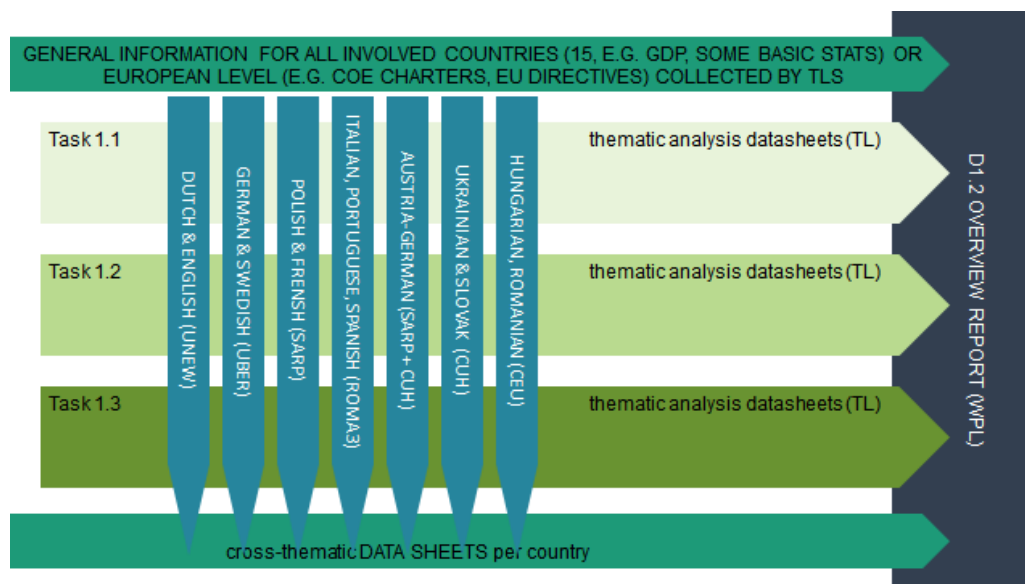 GENERAL INFORMATION FOR ALL INVOLVED COUNTRIES (15, E.G. GDP, SOME BASIC STATS) OR
EUROPEAN LEVEL (E.G. COE CHARTERS, EU DIRECTIVES) COLLECTED BY TLS
Task 1.1
thematic analysis datasheets (TL)
Task 1.2
thematic analysis datasheets (TL)
Task 1.3
thematic analysis datasheets (TL)
DUTCH & ENGLISH (UNEW)
GERMAN & SWEDISH (UBER)
POLISH & FRENSH (SARP)
ITALIAN, PORTUGUESE, SPANISH (ROMA3)
AUSTRIA-GERMAN (SARP + CUH)
UKRAINIAN & SLOVAK (CUH)
HUNGARIAN, ROMANIAN (CEU)
cross-thematic DATA SHEETS per country
D1.2 OVERVIEW REPORT (WPL)